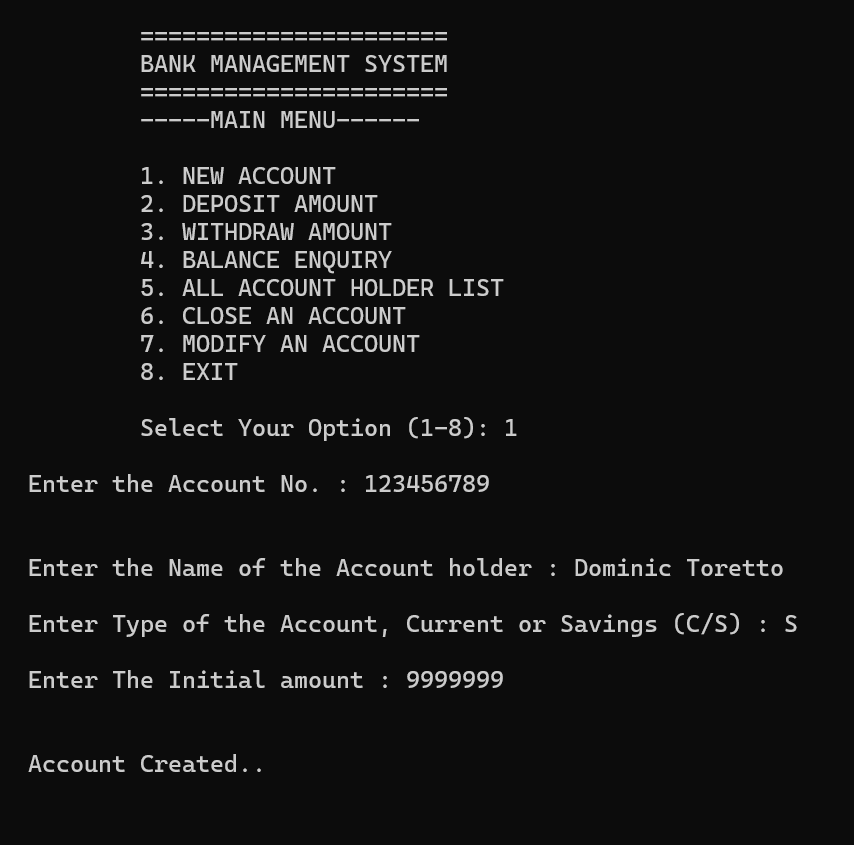 ======================
BANK MANAGEMENT SYSTEM
======================
-----MAIN MENU------
1. NEW ACCOUNT
2. DEPOSIT AMOUNT
3. WITHDRAW AMOUNT
4. BALANCE ENQUIRY
5. ALL ACCOUNT HOLDER LIST
6. CLOSE AN ACCOUNT
7. MODIFY AN ACCOUNT
8. EXIT
Select Your Option (1-8): 1
Enter the Account No. : 123456789
Enter the Name of the Account holder : Dominic Toretto
Enter Type of the Account, Current or Savings (C/S) : S
Enter The Initial amount : 9999999
Account Created..